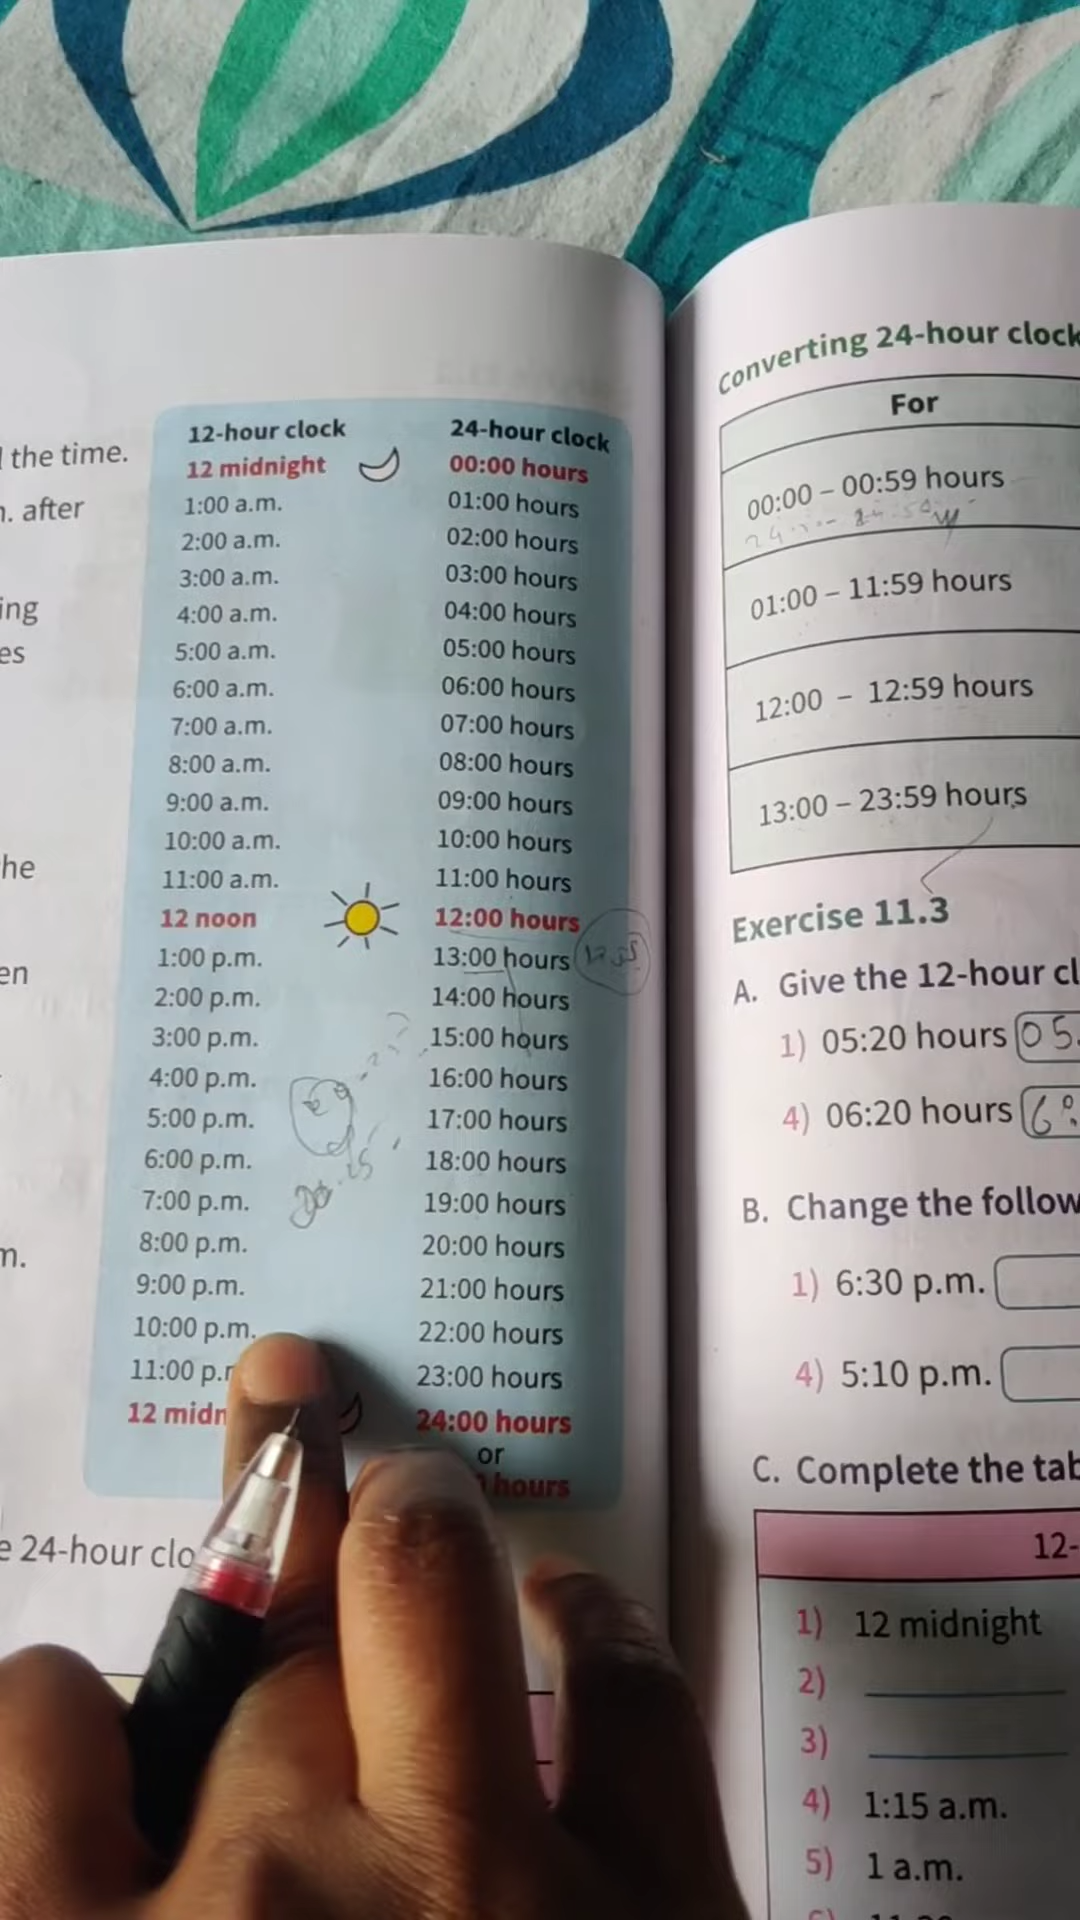 the time.
after
ing
es
he
en
m.
12-hour clock 24-hour clock
12 midnight 00:00 hours
1:00 a.m. 01:00 hours
2:00 a.m. 02:00 hours
3:00 a.m. 03:00 hours
4:00 a.m. 04:00 hours
5:00 a.m. 05:00 hours
6:00 a.m. 06:00 hours
7:00 a.m. 07:00 hours
8:00 a.m. 08:00 hours
9:00 a.m. 09:00 hours
10:00 a.m. 10:00 hours
11:00 a.m. 11:00 hours
12 noon 12:00 hours
1:00 p.m. 13:00 hours
2:00 p.m. 14:00 hours
3:00 p.m. 15:00 hours
4:00 p.m. 16:00 hours
5:00 p.m. 17:00 hours
6:00 p.m. 18:00 hours
7:00 p.m. 19:00 hours
8:00 p.m. 20:00 hours
9:00 p.m. 21:00 hours
10:00 p.m. 22:00 hours
11:00 p. 23:00 hours
12 midn 24:00 hours
or
hours
e 24-hour clo
Converting 24-hour clock
For
00:00 – 00:59 hours
01:00 – 11:59 hours
12:00 – 12:59 hours
13:00 – 23:59 hours
Exercise 11.3
A. Give the 12-hour cl
1) 05:20 hours 05
4) 06:20 hours 6
B. Change the follow
1) 6:30 p.m.
4) 5:10 p.m.
C. Complete the tab
12-
1) 12 midnight
2)
3)
4) 1:15 a.m.
5) 1 a.m.